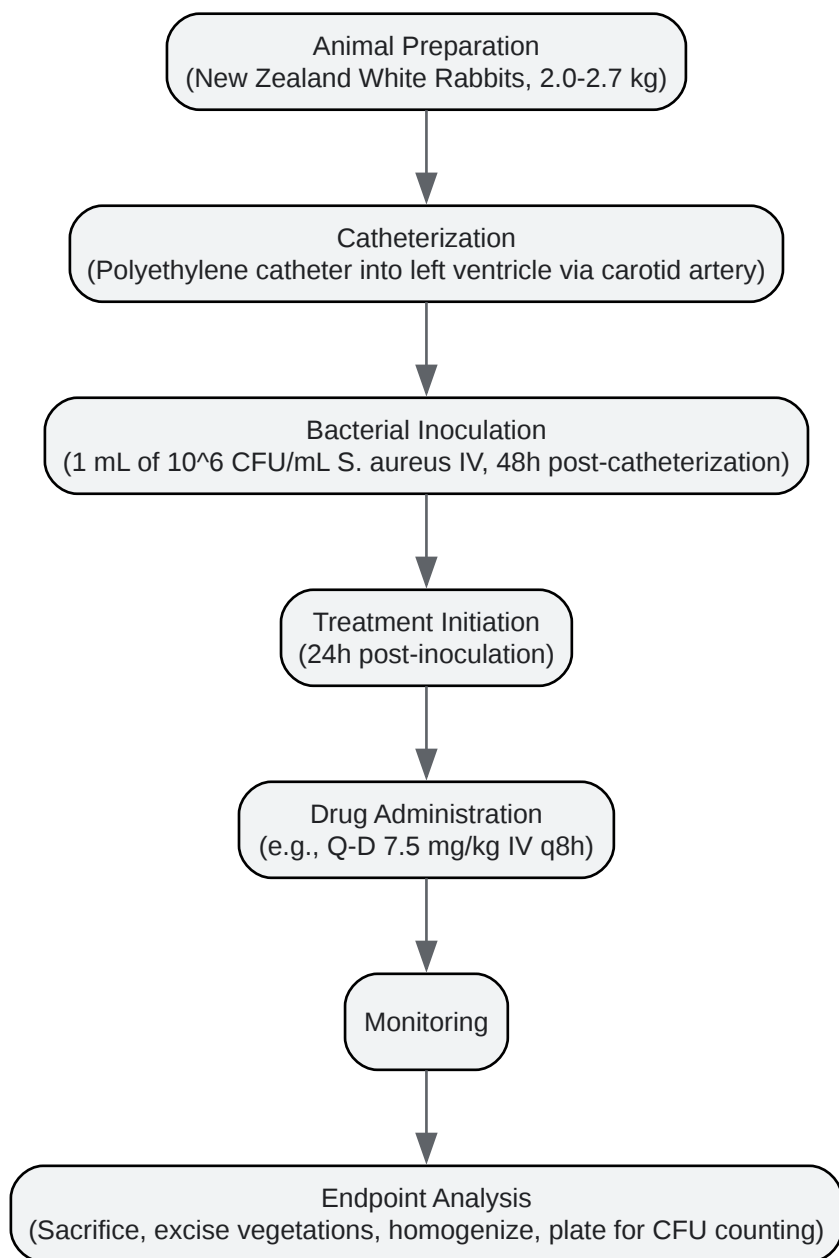 Animal Preparation
(New Zealand White Rabbits, 2.0-2.7 kg)
Catheterization
(Polyethylene catheter into left ventricle via carotid artery)
Bacterial Inoculation
(1 mL of 10^6 CFU/mL S. aureus IV, 48h post-catheterization)
Treatment Initiation
(24h post-inoculation)
Drug Administration
(e.g., Q-D 7.5 mg/kg IV q8h)
Monitoring
Endpoint Analysis
(Sacrifice, excise vegetations, homogenize, plate for CFU counting)